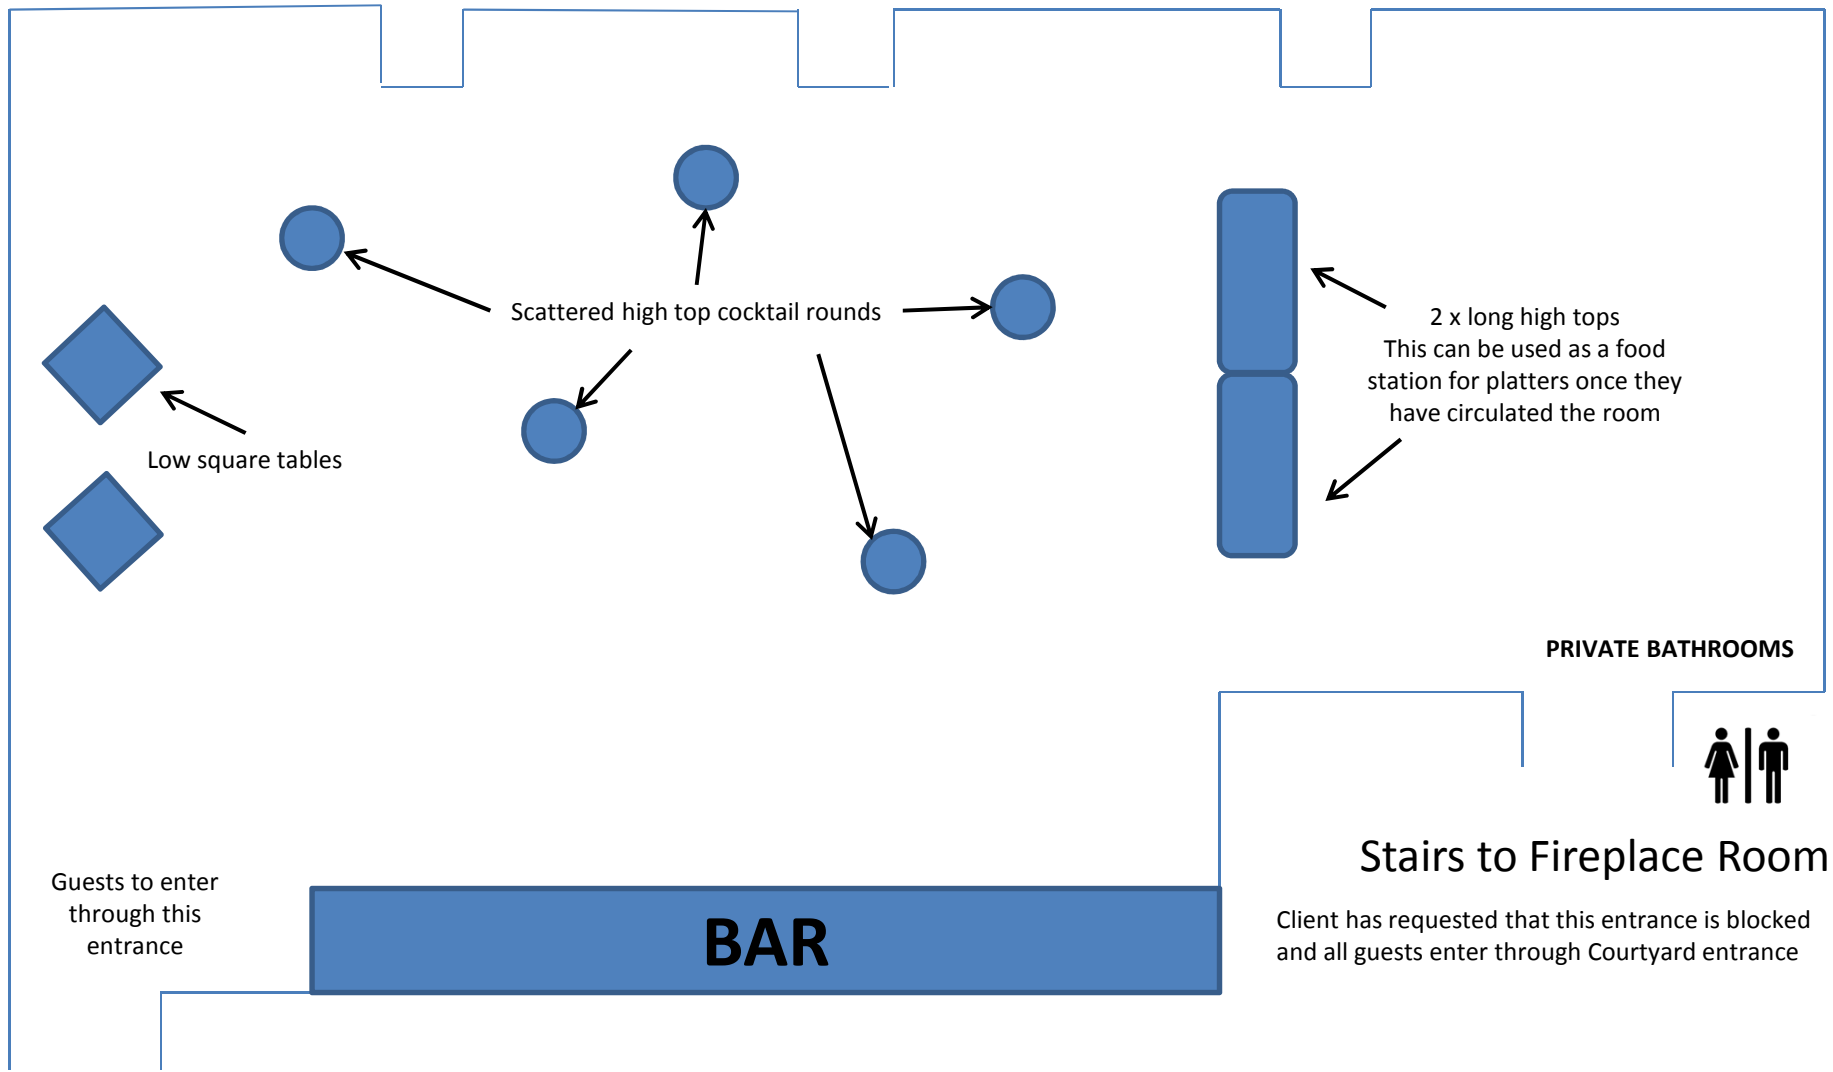 Scattered high top cocktail rounds
2 x long high tops
This can be used as a food
station for platters once they
have circulated the room
Low square tables
PRIVATE BATHROOMS
Stairs to Fireplace Room
Guests to enter
through this
entrance
BAR
Client has requested that this entrance is blocked
and all guests enter through Courtyard entrance